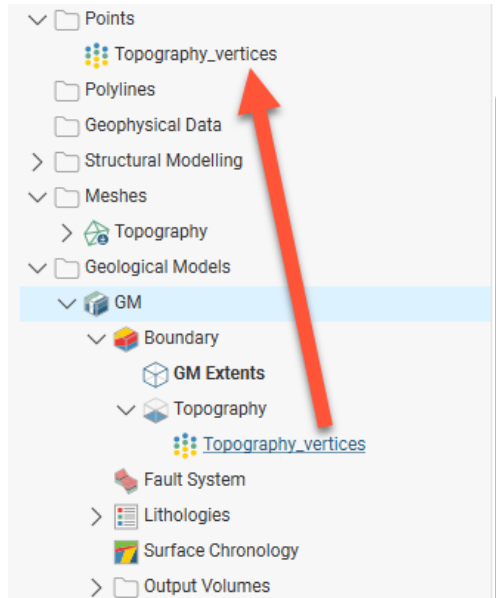 Points
Topography_vertices
Polylines
Geophysical Data
Structural Modelling
Meshes
Topography
Geological Models
GM
Boundary
GM Extents
Topography
Topography_vertices
Fault System
Lithologies
Surface Chronology
Output Volumes